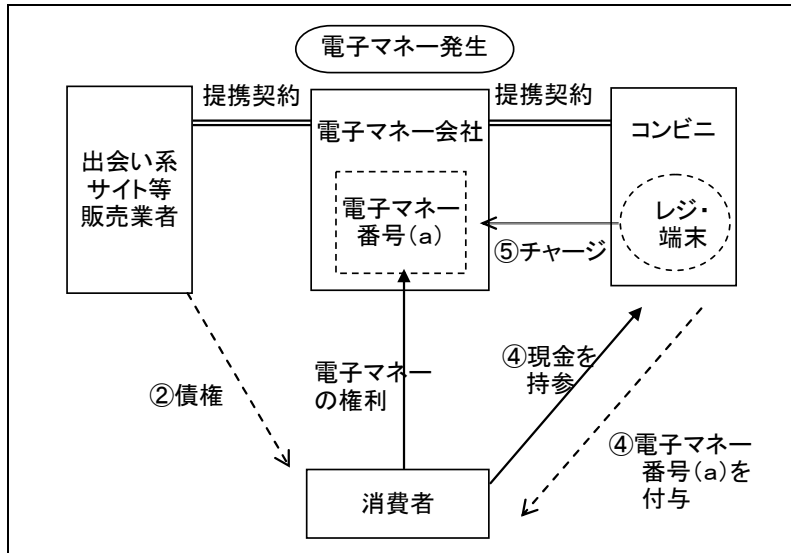 電子マネー発生
提携契約
提携契約
出会い系
サイト等
販売業者
電子マネー会社
電子マネー
番号(a)
コンビニ
レジ・
端末
⑤チャージ
②債権
電子マネー
の権利
④現金を
持参
④電子マネー
番号(a)を
付与
消費者